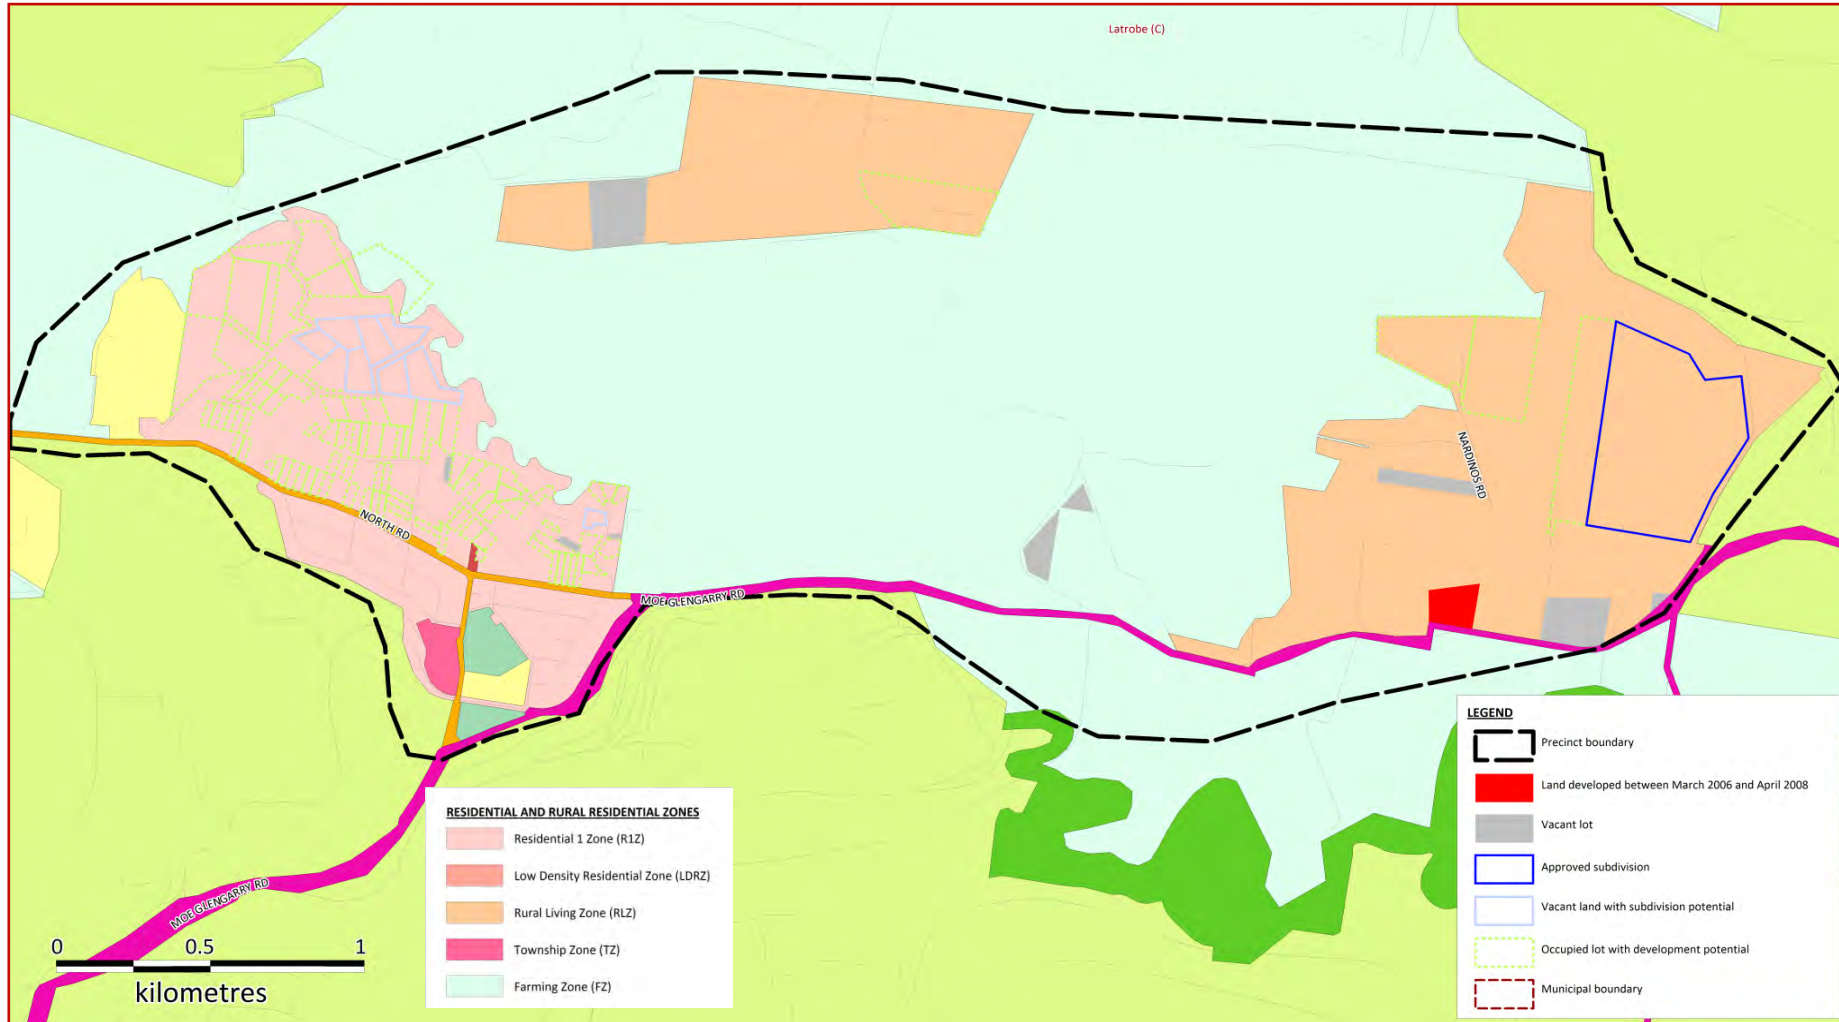 Latrobe (C)
NORTH RD
MOE GLENGARRY RD
NARDINOS RD
MOE GLENGARRY RD
0 0.5 1
kilometres
RESIDENTIAL AND RURAL RESIDENTIAL ZONES
Residential 1 Zone (R1Z)
Low Density Residential Zone (LDRZ)
Rural Living Zone (RLZ)
Township Zone (TZ)
Farming Zone (FZ)
LEGEND
Precinct boundary
Land developed between March 2006 and April 2008
Vacant lot
Approved subdivision
Vacant land with subdivision potential
Occupied lot with development potential
Municipal boundary